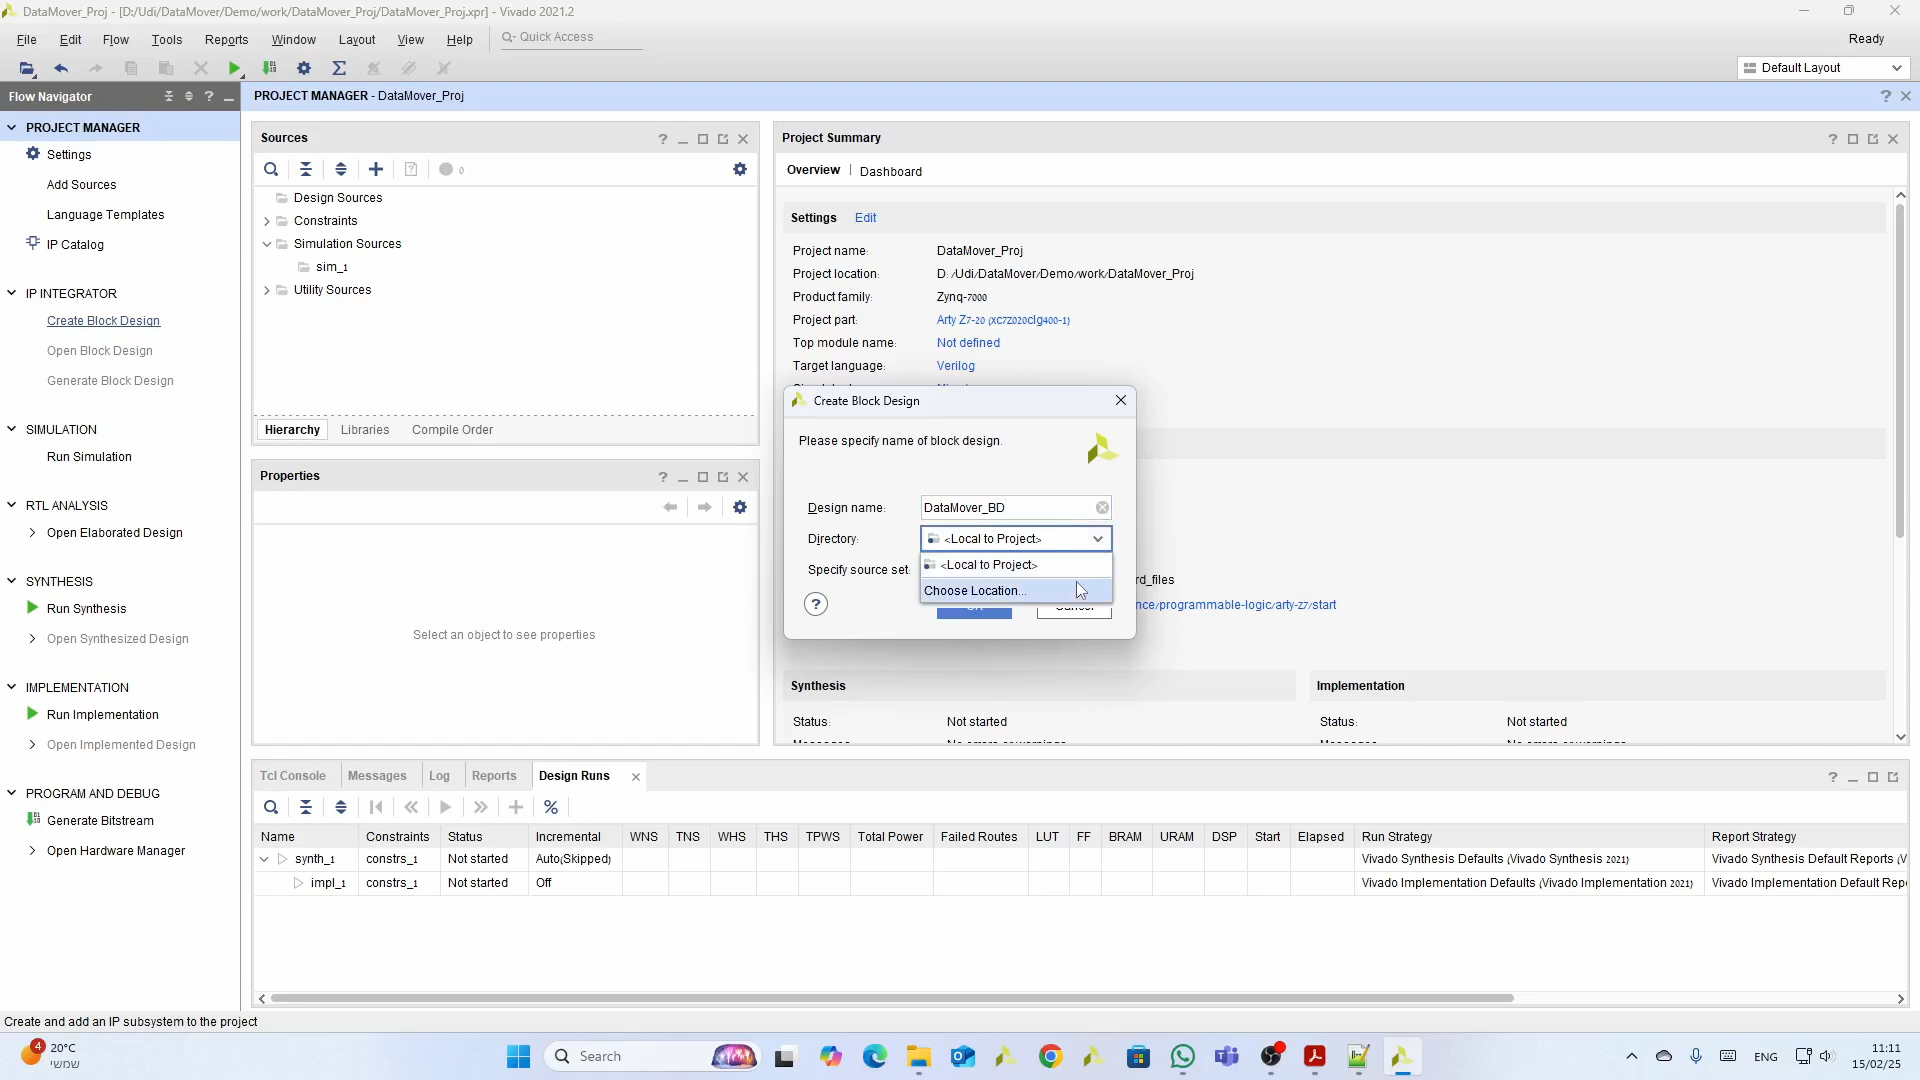 DataMover_Proj - [D:/Udi/DataMover/Demo/work/DataMover_Proj/DataMover_Proj.xpr] - Vivado 2021.2
File Edit Flow Tools Reports Window Layout View Help Quick Access
Ready
Default Layout
Flow Navigator
PROJECT MANAGER - DataMover_Proj
PROJECT MANAGER
Settings
Add Sources
Language Templates
IP Catalog
IP INTEGRATOR
Create Block Design
Open Block Design
Generate Block Design
SIMULATION
Run Simulation
RTL ANALYSIS
Open Elaborated Design
SYNTHESIS
Run Synthesis
Open Synthesized Design
IMPLEMENTATION
Run Implementation
Open Implemented Design
PROGRAM AND DEBUG
Generate Bitstream
Open Hardware Manager
Sources
0
Design Sources
Constraints
Simulation Sources
sim_1
Utility Sources
Hierarchy Libraries Compile Order
Properties
Select an object to see properties
Project Summary
Overview | Dashboard
Settings Edit
Project name: DataMover_Proj
Project location: D:/Udi/DataMover/Demo/work/DataMover_Proj
Product family: Zynq-7000
Project part: Arty Z7-20 (xc7z020clg400-1)
Top module name: Not defined
Target language: Verilog
Create Block Design
Please specify name of block design.
Design name: DataMover_BD
Directory: <Local to Project>
<Local to Project>
Specify source set:
Choose Location...
rd_files
nce/programmable-logic/arty-z7/start
Synthesis
Status: Not started
Implementation
Status: Not started
Tcl Console Messages Log Reports Design Runs
Name Constraints Status Incremental WNS TNS WHS THS TPWS Total Power Failed Routes LUT FF BRAM URAM DSP Start Elapsed Run Strategy Report Strategy
synth_1 constrs_1 Not started Auto(Skipped) Vivado Synthesis Defaults (Vivado Synthesis 2021) Vivado Synthesis Default Reports (V
impl_1 constrs_1 Not started Off Vivado Implementation Defaults (Vivado Implementation 2021) Vivado Implementation Default Rep
Create and add an IP subsystem to the project
4
20°C
שמשי
Search
ENG
11:11
15/02/25